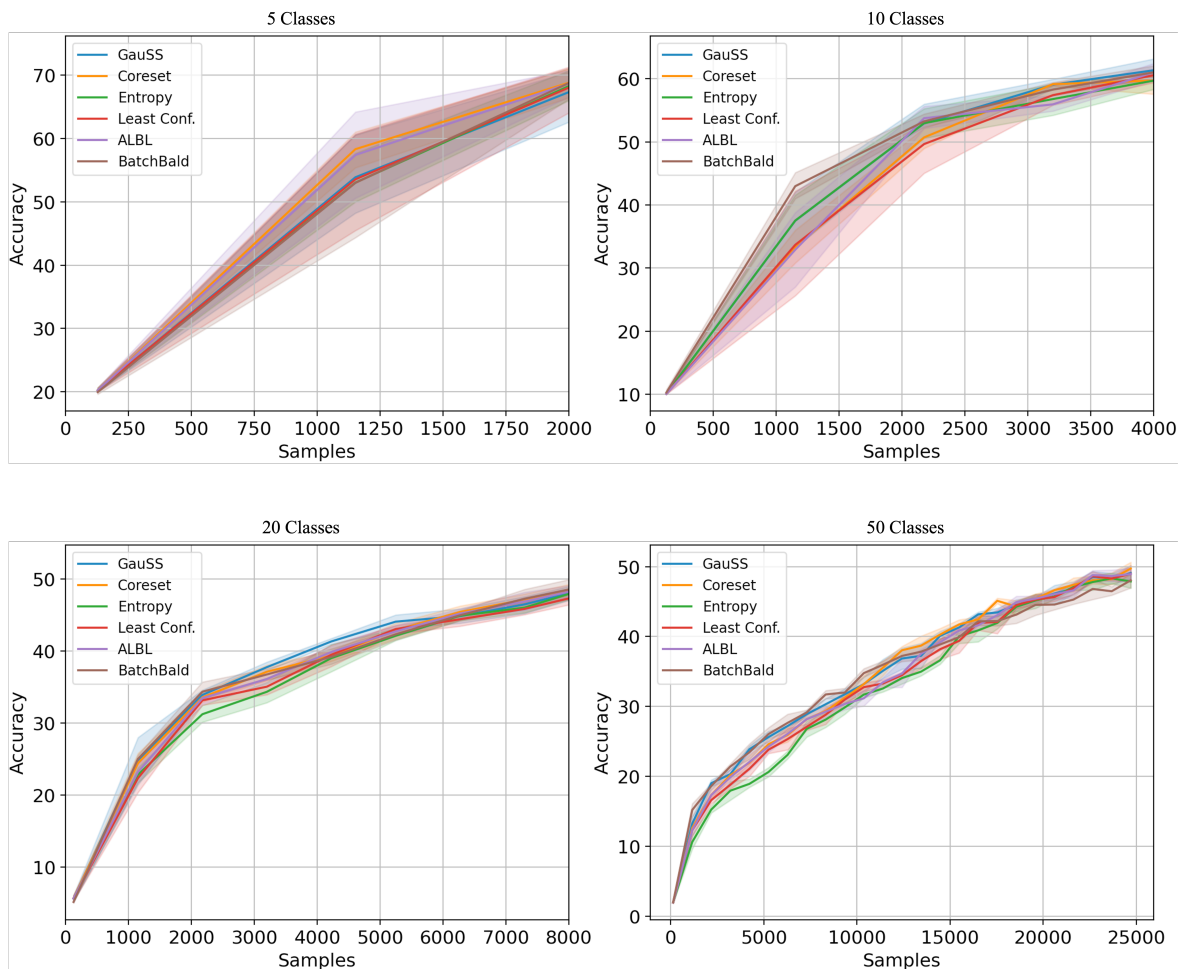 5 Classes
GauSS
Coreset
Entropy
Least Conf.
ALBL
BatchBald
Accuracy
70
60
50
40
30
20
0 250 500 750 1000 1250 1500 1750 2000
Samples
10 Classes
GauSS
Coreset
Entropy
Least Conf.
ALBL
BatchBald
Accuracy
60
50
40
30
20
10
0 500 1000 1500 2000 2500 3000 3500 4000
Samples
20 Classes
GauSS
Coreset
Entropy
Least Conf.
ALBL
BatchBald
Accuracy
50
40
30
20
10
0 1000 2000 3000 4000 5000 6000 7000 8000
Samples
50 Classes
GauSS
Coreset
Entropy
Least Conf.
ALBL
BatchBald
Accuracy
50
40
30
20
10
0
0 5000 10000 15000 20000 25000
Samples